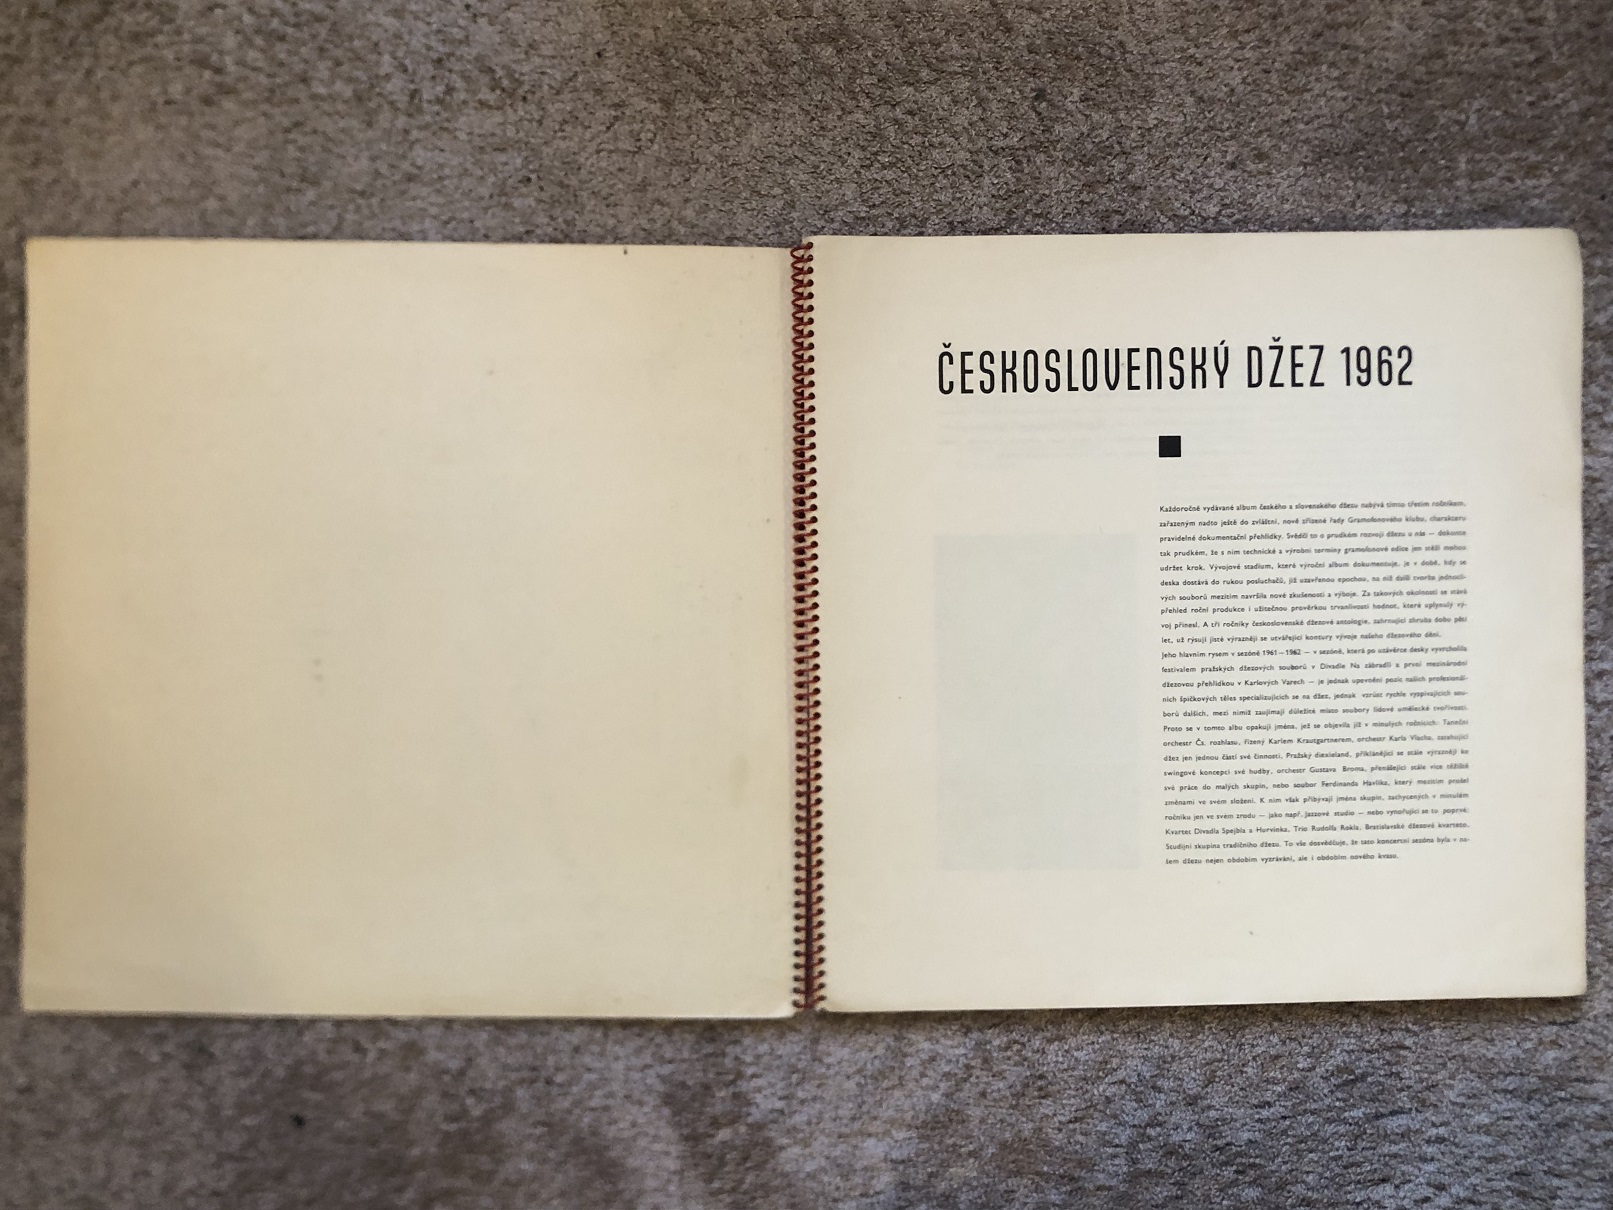 ČESKOSLOVENSKÝ DŽEZ 1962
Každoročně vydávané album českého a slovenského džezu nabývá tímto třetím ročníkem,
zařazeným nadto ještě do zvláštní, nově zřízené řady Gramofonového klubu, charakteru
pravidelné dokumentační přehlídky. Svědčí to o prudkém rozvoji džezu u nás — dokonce
tak prudkém, že s ním technické a výrobní termíny gramofonové edice jen stěží mohou
udržet krok. Vývojové stadium, které výroční album dokumentuje, je v době, kdy se
deska dostává do rukou posluchačů, již uzavřenou epochou, na niž další tvorba jednotli-
vých souborů mezitím navršila nové zkušenosti a výboje. Za takových okolností se stává
přehled roční produkce i užitečnou prověrkou trvanlivosti hodnot, které uplynulý vý-
voj přinesl. A tři ročníky československé džezové antologie, zahrnující zhruba dobu pěti
let, už rýsují jistě výrazněji se utvářející kontury vývoje našeho džezového dění.
Jeho hlavním rysem v sezóně 1961—1962 — v sezóně, která po uzávěrce desky vyvrcholila
festivalem pražských džezových souborů v Divadle Na zábradlí a první mezinárodní
džezovou přehlídkou v Karlových Varech — je jednak upevnění pozic našich profesionál-
ních špičkových těles specializujících se na džez, jednak vzrůst rychle vyspívajících sou-
borů dalších, mezi nimiž zaujímají důležité místo soubory lidové umělecké tvořivosti.
Proto se v tomto albu opakují jména, jež se objevila již v minulých ročnících: Taneční
orchestr Čs. rozhlasu, řízený Karlem Krautgartnerem, orchestr Karla Vlacha, zasahující
džez jen jednou částí své činnosti, Pražský dixieland, přiklánějící se stále výrazněji ke
swingové koncepci své hudby, orchestr Gustava Broma, přenášející stále více těžiště
své práce do malých skupin, nebo soubor Ferdinanda Havlíka, který mezitím prošel
změnami ve svém složení. K nim však přibývají jména skupin, zachycených v minulém
ročníku jen ve svém zrodu — jako např. Jazzové studio — nebo vynořující se tu poprvé:
Kvartet Divadla Spejbla a Hurvínka, Trio Rudolfa Rokla, Bratislavské džezové kvarteto,
Studijní skupina tradičního džezu. To vše dosvědčuje, že tato koncertní sezóna byla v na-
šem džezu nejen obdobím vyzrávání, ale i obdobím nového kvasu.